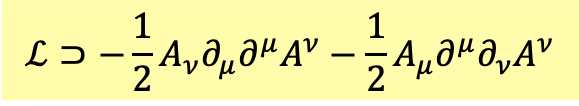 ℒ ⊃ −½ A_ν ∂_μ ∂^μ A^ν − ½ A_μ ∂^μ ∂_ν A^ν